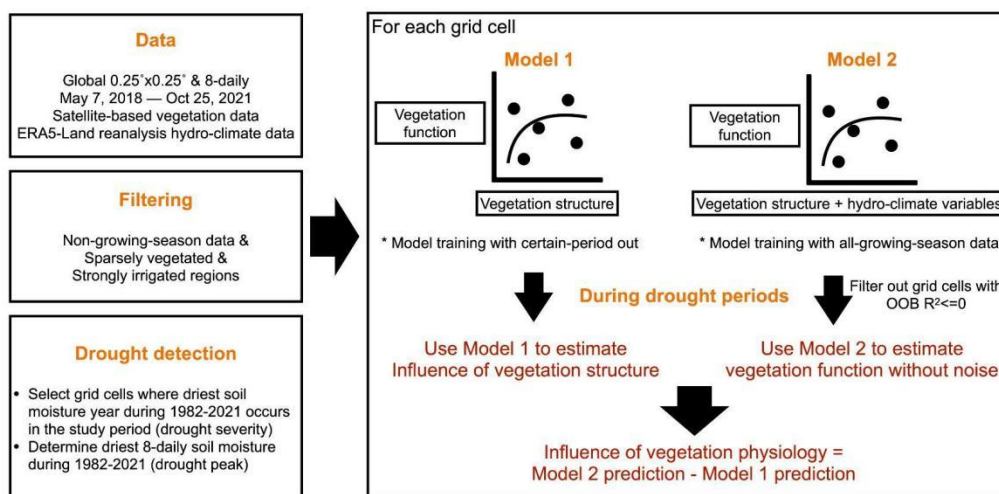 Data
Global 0.25°x0.25° & 8-daily
May 7, 2018 — Oct 25, 2021
Satellite-based vegetation data
ERA5-Land reanalysis hydro-climate data
Filtering
Non-growing-season data &
Sparsely vegetated &
Strongly irrigated regions
Drought detection
• Select grid cells where driest soil
moisture year during 1982-2021 occurs
in the study period (drought severity)
• Determine driest 8-daily soil moisture
during 1982-2021 (drought peak)
For each grid cell
Model 1
Vegetation
function
Vegetation structure
* Model training with certain-period out
Model 2
Vegetation
function
Vegetation structure + hydro-climate variables
* Model training with all-growing-season data
During drought periods
Filter out grid cells with
OOB R²<=0
Use Model 1 to estimate
Influence of vegetation structure
Use Model 2 to estimate
vegetation function without noise
Influence of vegetation physiology =
Model 2 prediction - Model 1 prediction